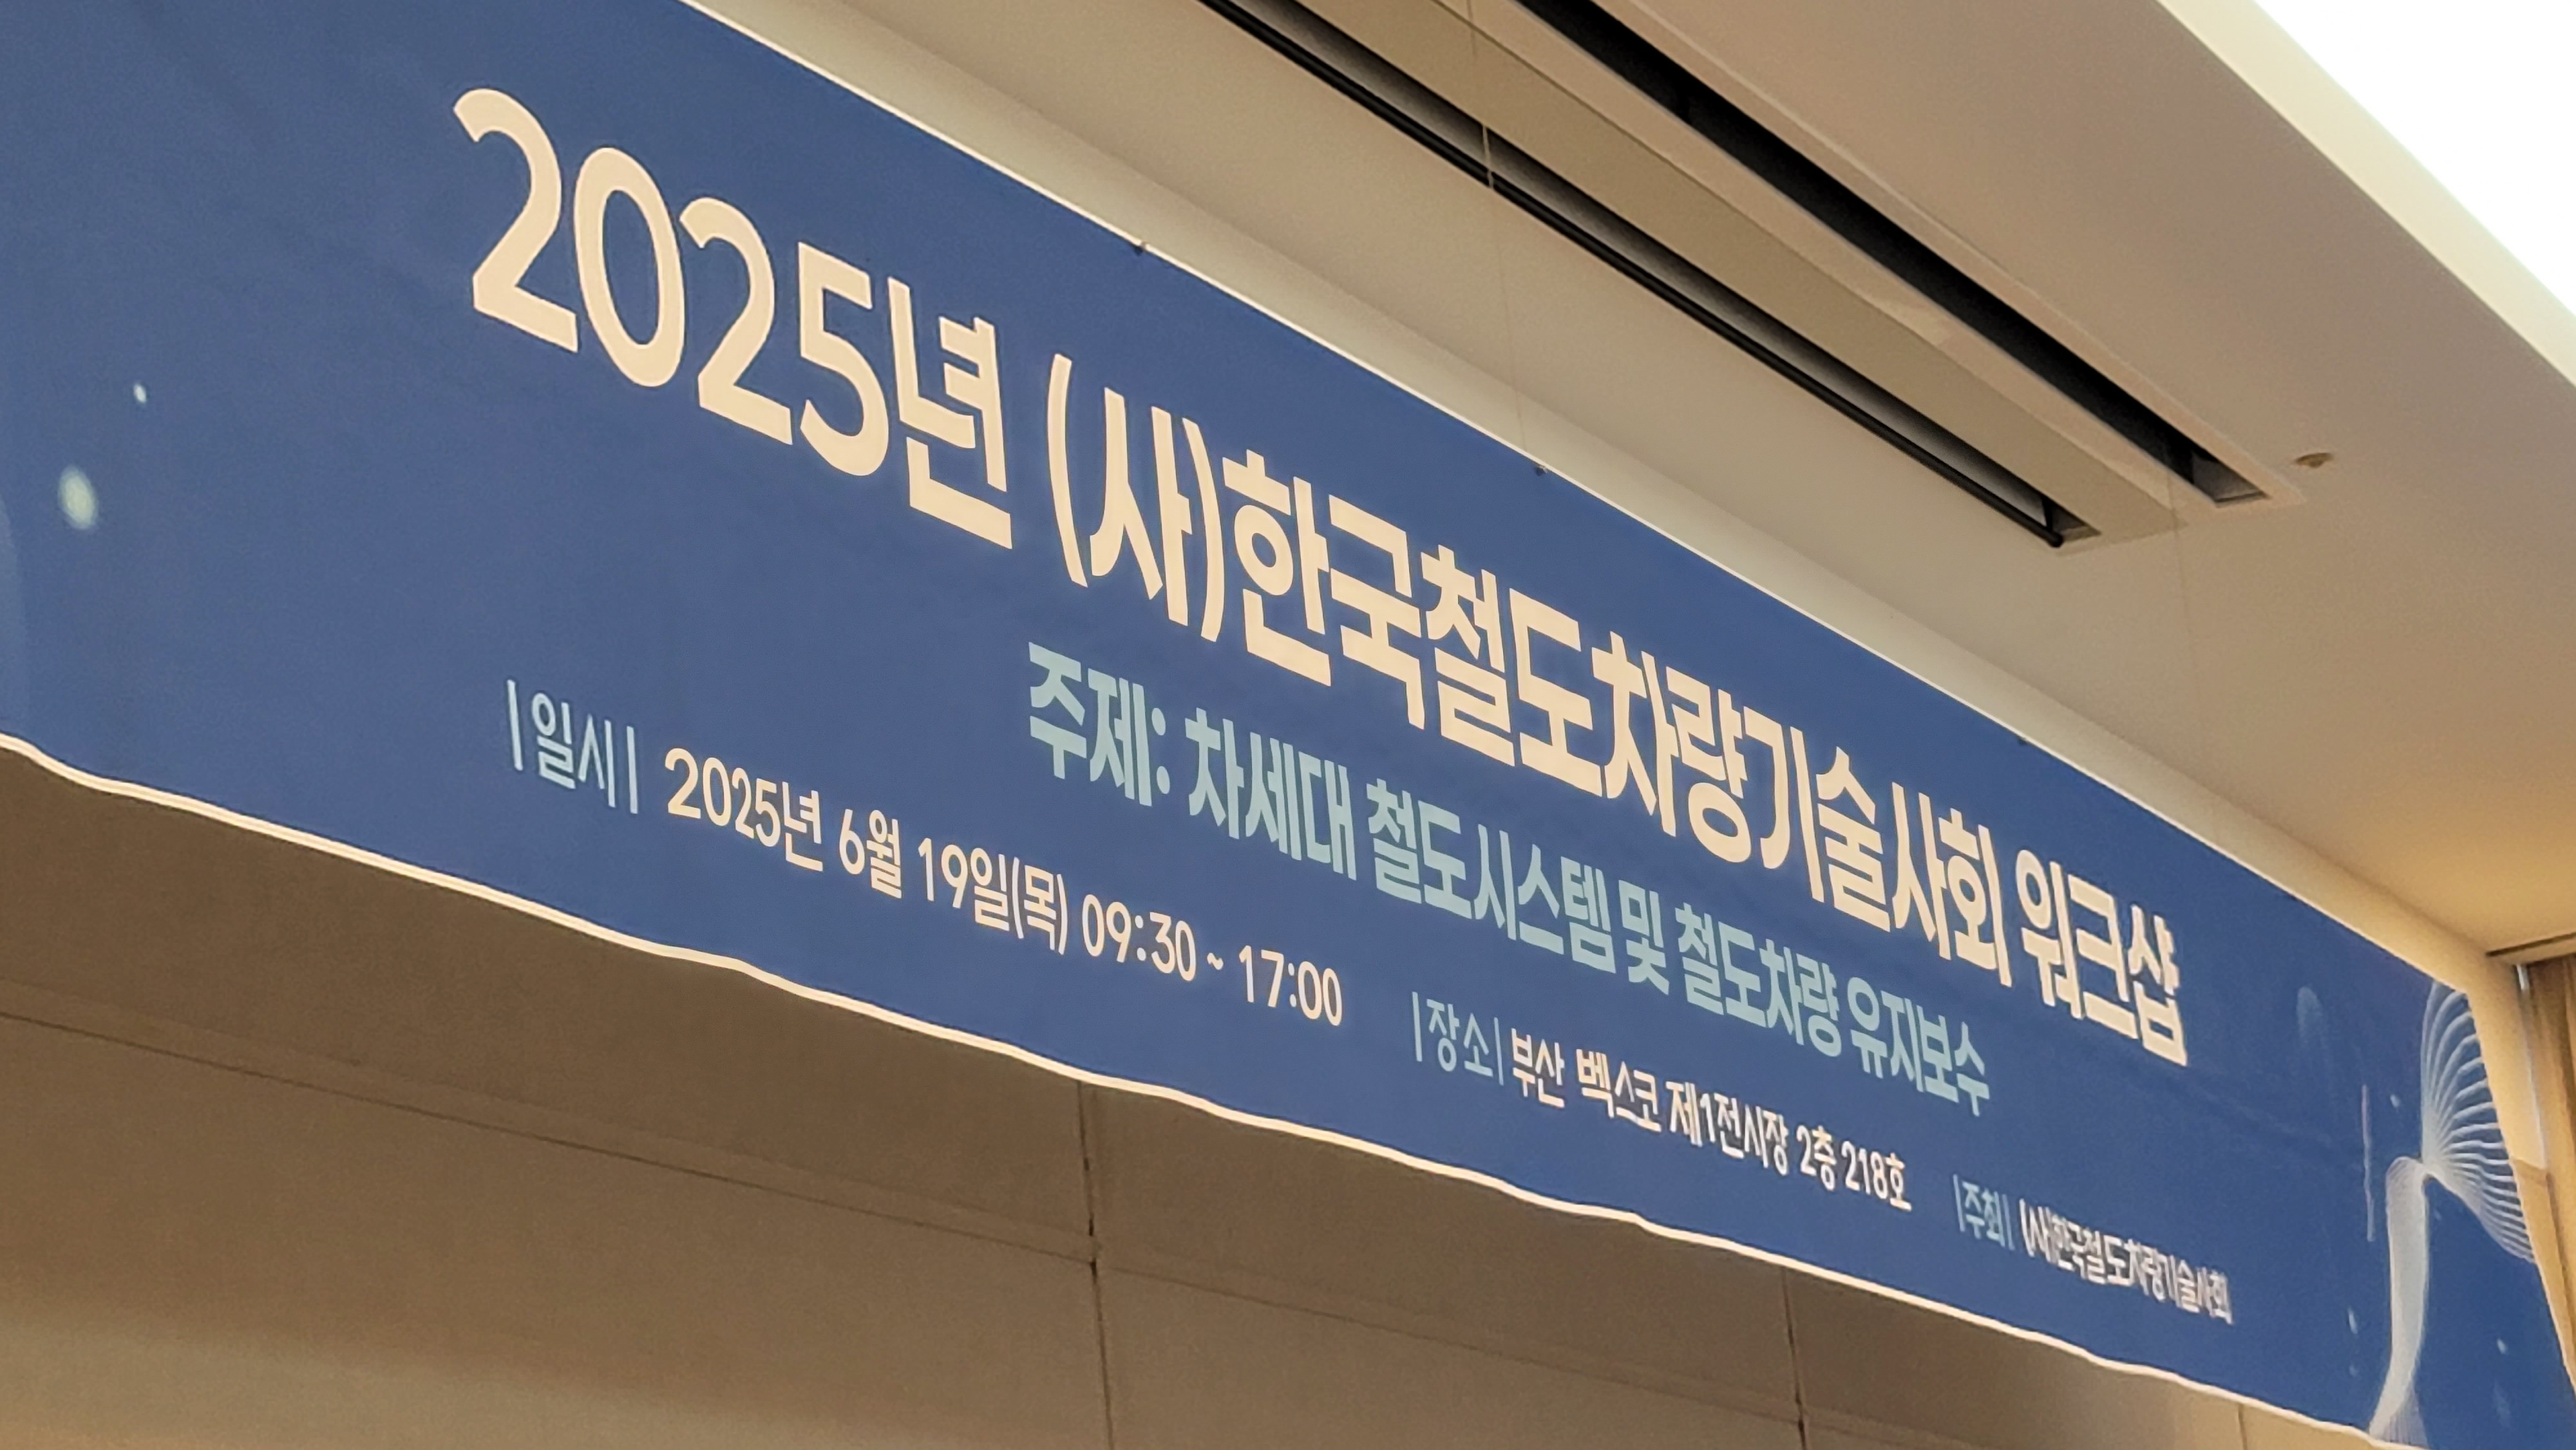 2025년 (사)한국철도차량기술사회 워크샵
주제: 차세대 철도시스템 및 철도차량 유지보수
|일시| 2025년 6월 19일(목) 09:30 ~ 17:00 |장소| 부산 벡스코 제1전시장 2층 218호 |주최| (사)한국철도차량기술사회